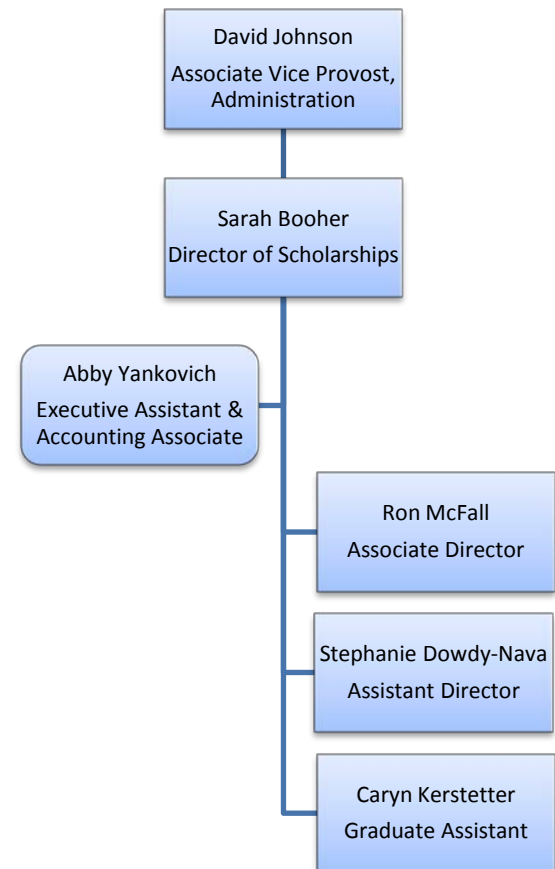 David Johnson
Associate Vice Provost,
Administration
Sarah Booher
Director of Scholarships
Abby Yankovich
Executive Assistant &
Accounting Associate
Ron McFall
Associate Director
Stephanie Dowdy-Nava
Assistant Director
Caryn Kerstetter
Graduate Assistant